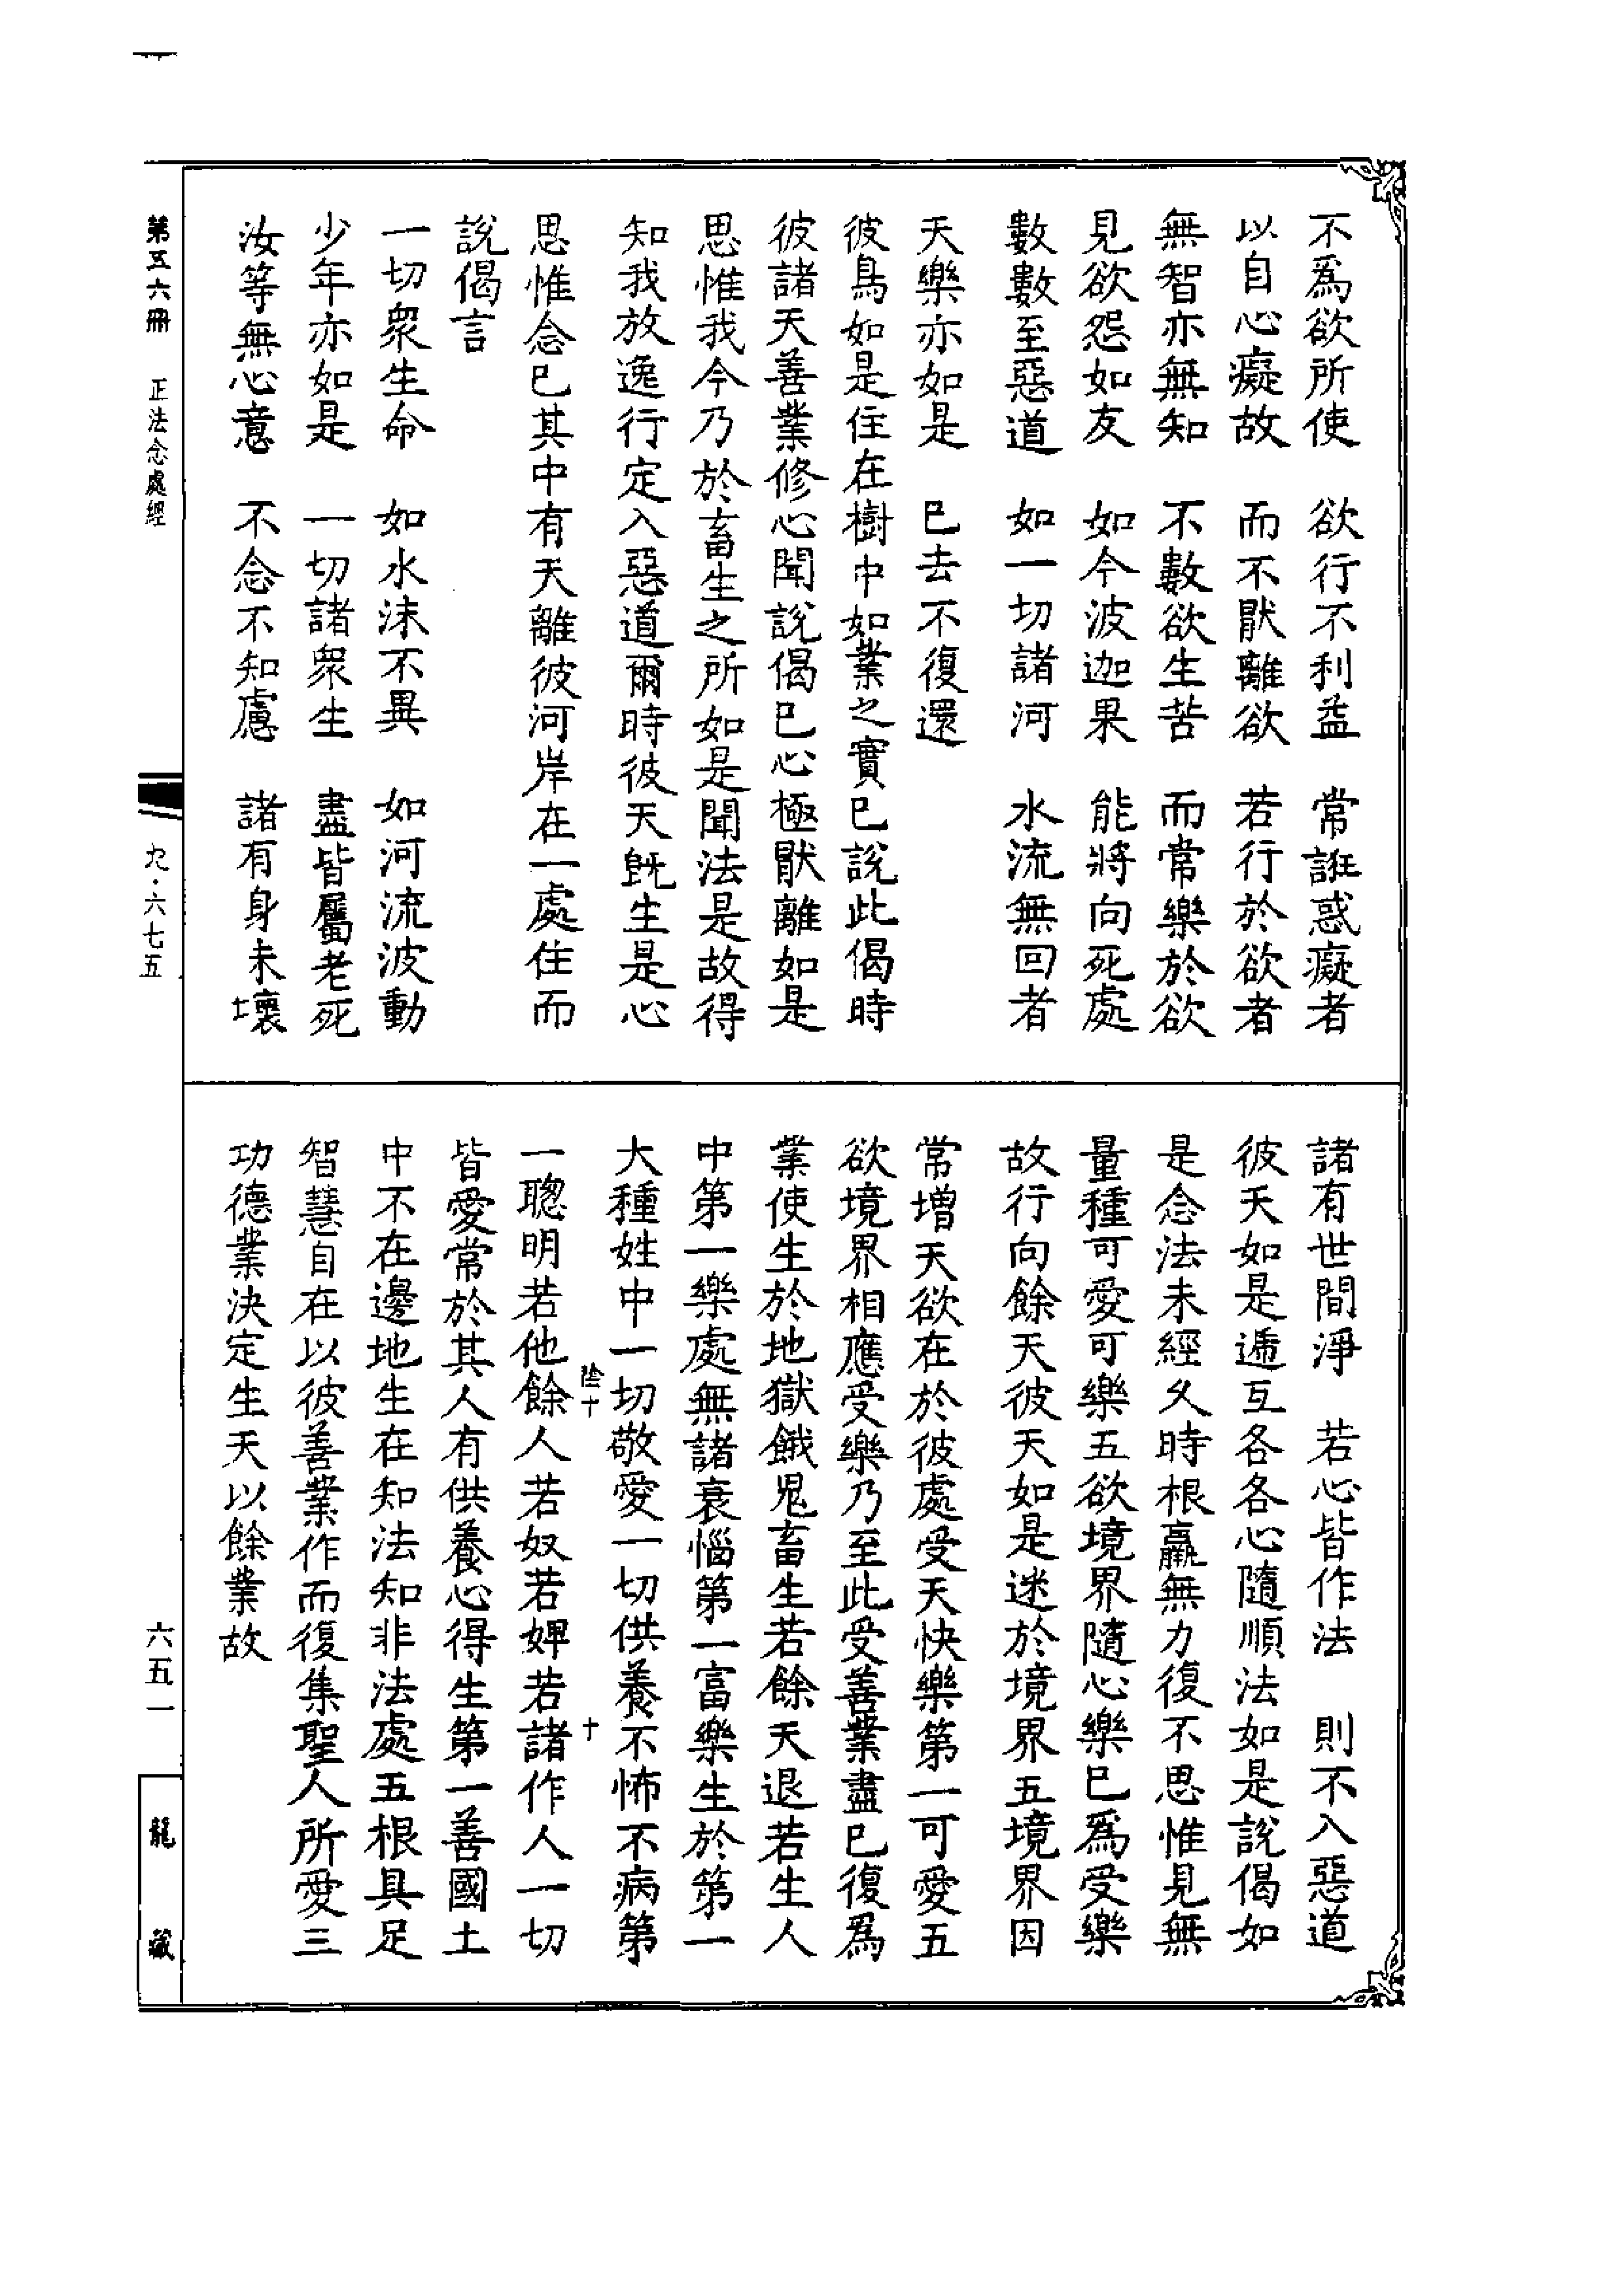 不爲欲所使　欲行不利益　常誑惑癡者
以自心癡故　而不猒離欲　若行於欲者
無智亦無知　不數欲生苦　而常樂於欲
見欲怨如友　如今波迦果　能將向死處
數數至惡道　如一切諸河　水流無回者
天樂亦如是　巳去不復還
彼鳥如是住在樹中如業之實巳說此偈時
彼諸天善業修心聞說偈巳心極猒離如是
思惟我今乃於畜生之所如是聞法是故得
知我放逸行定入惡道爾時彼天旣生是心
思惟念巳其中有天離彼河岸在一處住而
說偈言
一切衆生命　如水沫不異　如河流波動
少年亦如是　一切諸衆生　盡皆屬老死
汝等無心意　不念不知慮　諸有身未壞
諸有世間淨　若心皆作法　則不入惡道
彼天如是遞互各各心隨順法如是說偈如
是念法未經久時根羸無力復不思惟見無
量種可愛可樂五欲境界隨心樂巳爲受樂
故行向餘天彼天如是迷於境界五境界因
常增天欲在於彼處受天快樂第一可愛五
欲境界相應受樂乃至此受善業盡巳復爲
業使生於地獄餓鬼畜生若餘天退若生人
中第一樂處無諸衰惱第一富樂生於第一
大種姓中一切敬愛一切供養不怖不病第
陰十　十
一聰明若他餘人若奴若婢若諸作人一切
皆愛常於其人有供養心得生第一善國土
中不在邊地生在知法知非法處五根具足
智慧自在以彼善業作而復集聖人所愛三
功德業決定生天以餘業故
第五六冊　正法念處經
九·六七五
六五一
龍藏